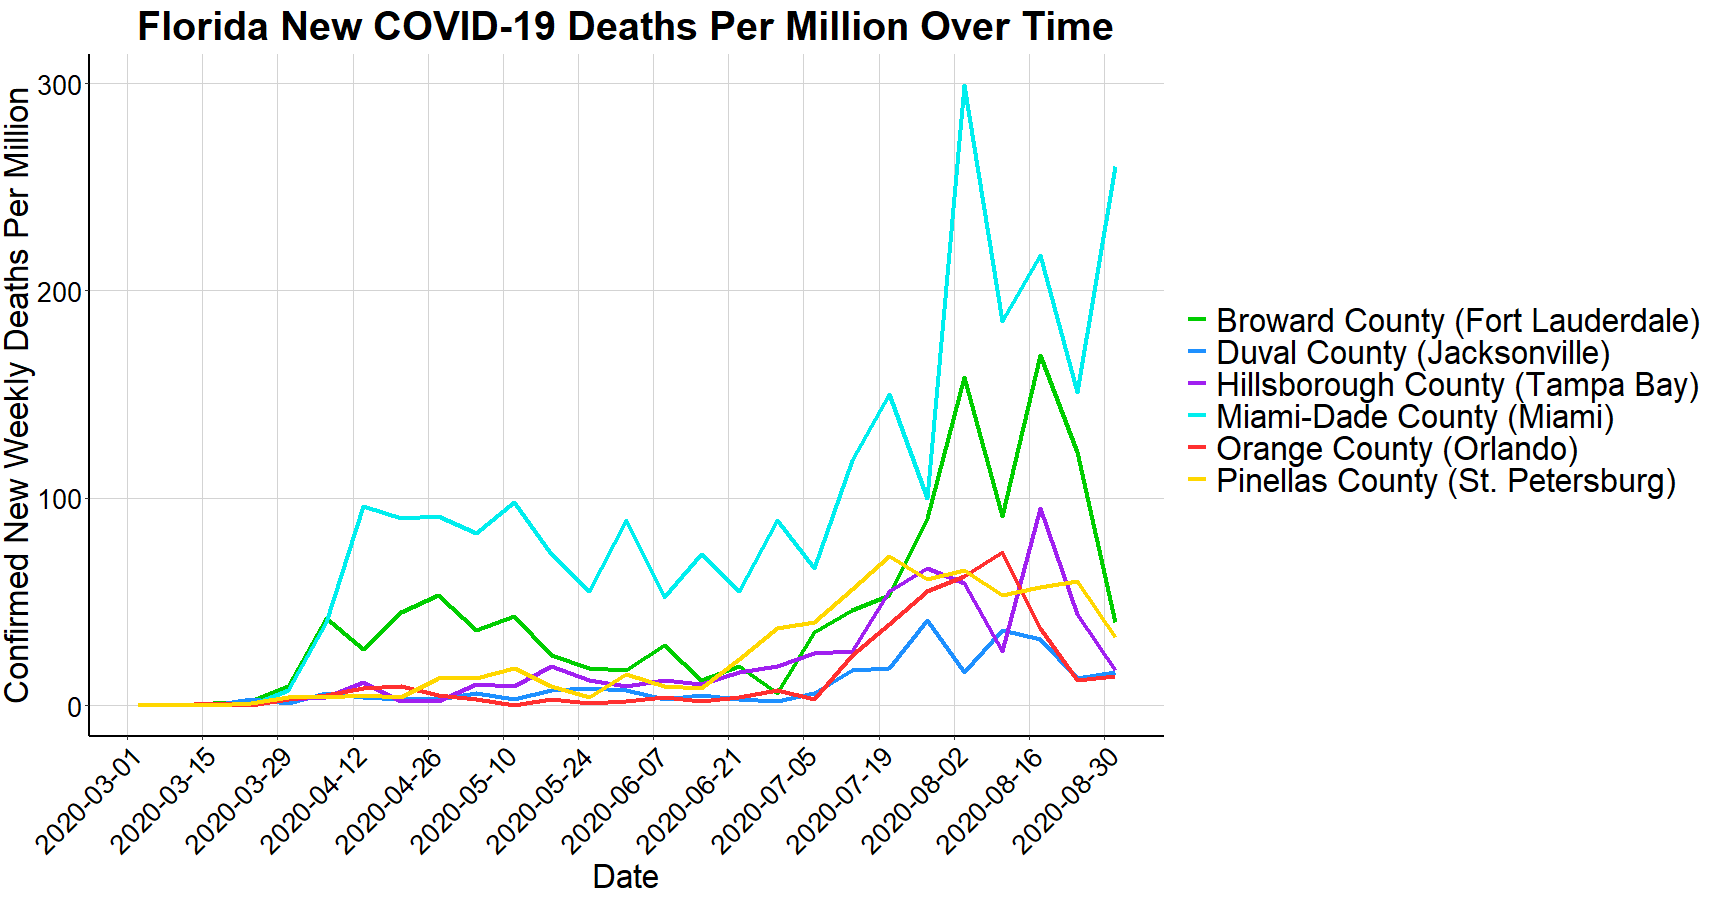 Florida New COVID-19 Deaths Per Million Over Time
Confirmed New Weekly Deaths Per Million
300
200
100
0
2020-03-01
2020-03-15
2020-03-29
2020-04-12
2020-04-26
2020-05-10
2020-05-24
2020-06-07
2020-06-21
2020-07-05
2020-07-19
2020-08-02
2020-08-16
2020-08-30
Date
Broward County (Fort Lauderdale)
Duval County (Jacksonville)
Hillsborough County (Tampa Bay)
Miami-Dade County (Miami)
Orange County (Orlando)
Pinellas County (St. Petersburg)